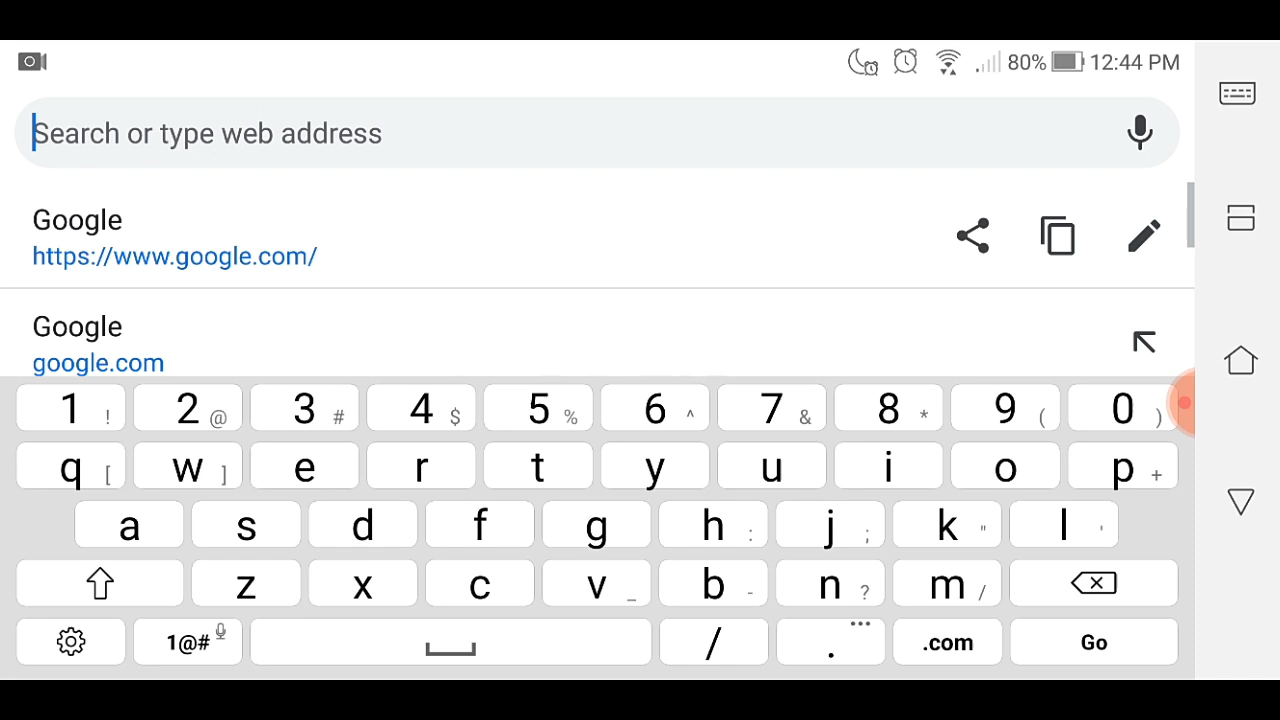 80% 12:44 PM
Search or type web address
Google
https://www.google.com/
Google
google.com
1 ! 2 @ 3 # 4 $ 5 % 6 ^ 7 & 8 * 9 ( 0 )
q [ w ] e r t y u i o p +
a s d f g h : j ; k " l '
z x c v _ b - n ? m /
1@# / . ... .com Go